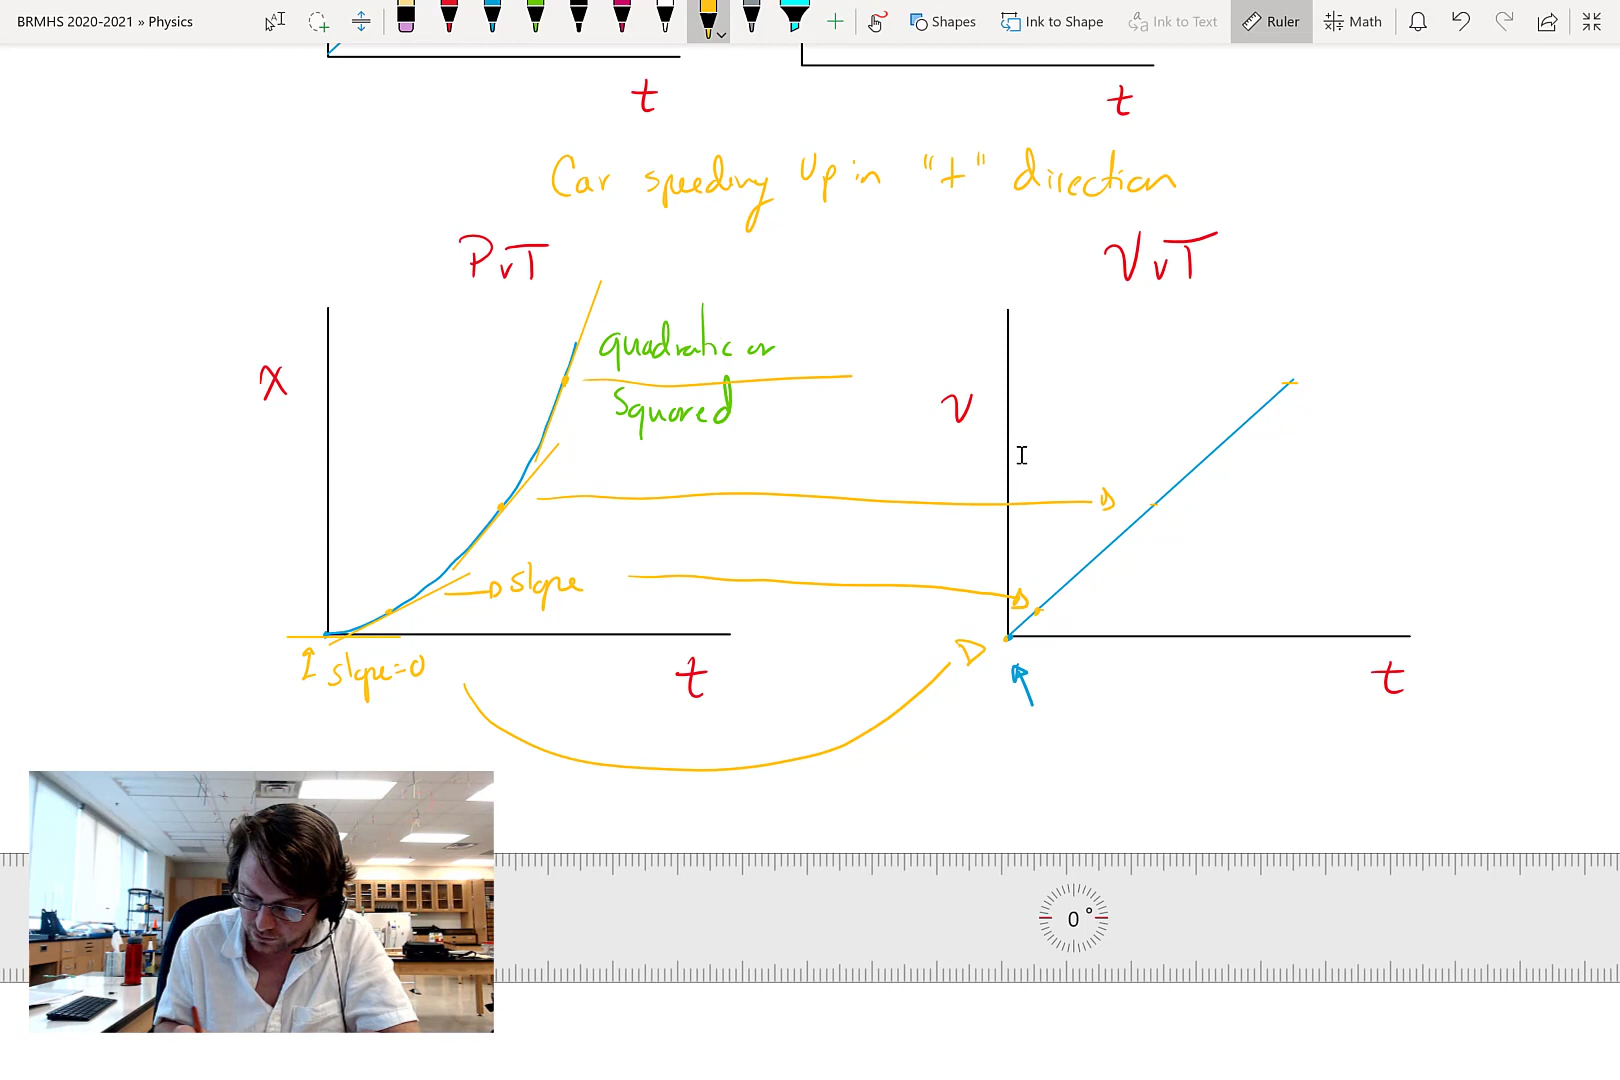 BRMHS 2020-2021 » Physics
Shapes
Ink to Shape
Ink to Text
Ruler
Math
t
t
Car speeding up in "+" direction
PvT
VvT
x
quadratic or
squared
v
slope
slope=0
t
t
0°